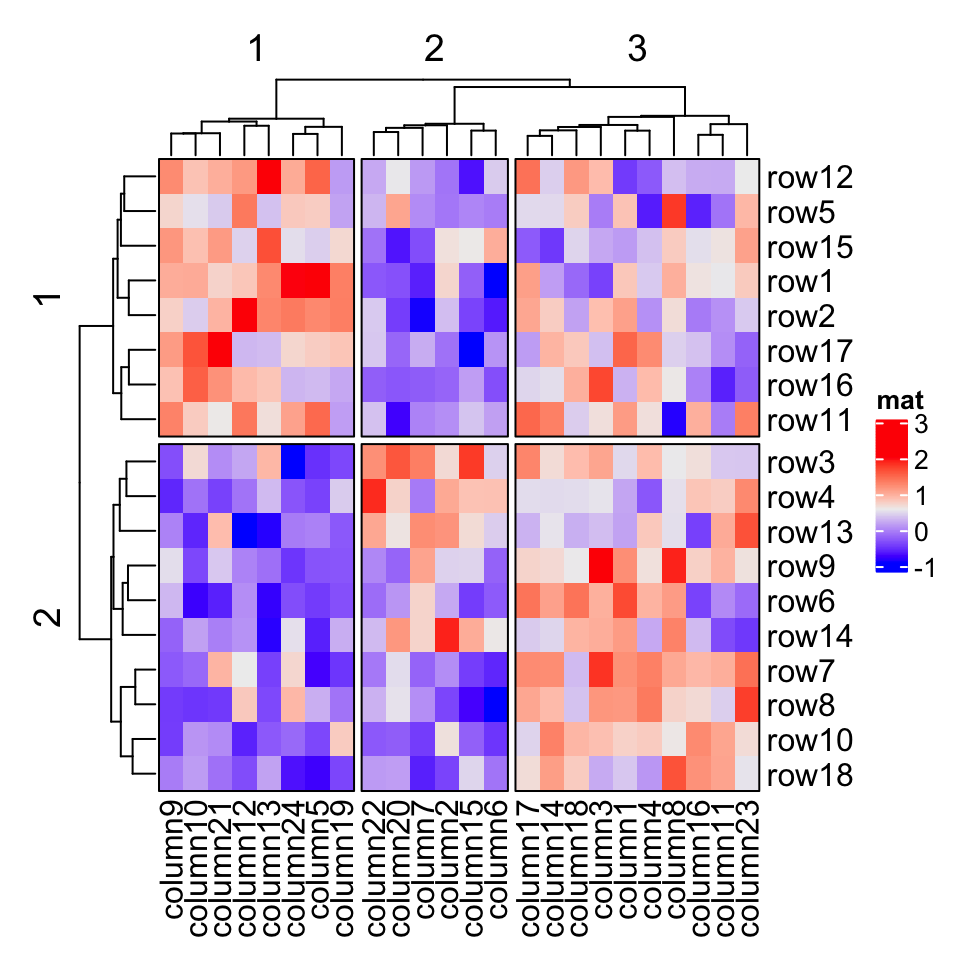 1 2 3
row12
row5
row15
row1
row2
row17
row16
row11
1
row3
row4
row13
row9
row6
row14
row7
row8
row10
row18
2
column9
column10
column21
column12
column13
column24
column5
column19
column22
column20
column7
column2
column15
column6
column17
column14
column18
column3
column1
column4
column8
column16
column11
column23
mat
3
2
1
0
-1